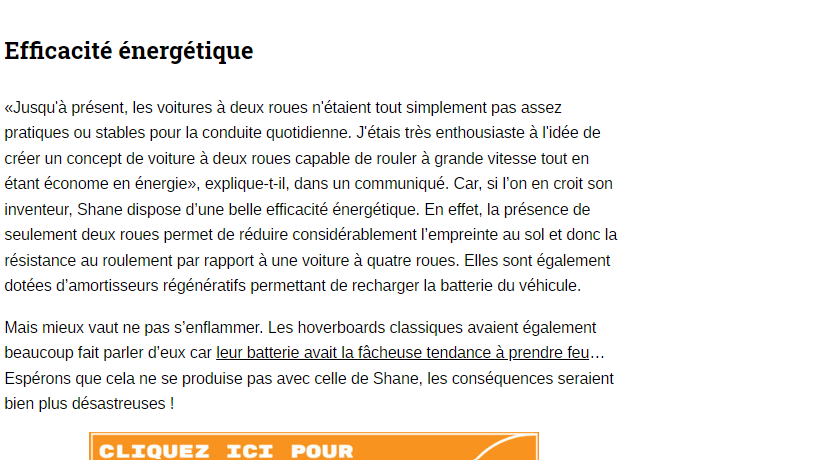 Efficacité énergétique
«Jusqu'à présent, les voitures à deux roues n'étaient tout simplement pas assez
pratiques ou stables pour la conduite quotidienne. J'étais très enthousiaste à l'idée de
créer un concept de voiture à deux roues capable de rouler à grande vitesse tout en
étant économe en énergie», explique-t-il, dans un communiqué. Car, si l’on en croit son
inventeur, Shane dispose d’une belle efficacité énergétique. En effet, la présence de
seulement deux roues permet de réduire considérablement l’empreinte au sol et donc la
résistance au roulement par rapport à une voiture à quatre roues. Elles sont également
dotées d’amortisseurs régénératifs permettant de recharger la batterie du véhicule.
Mais mieux vaut ne pas s’enflammer. Les hoverboards classiques avaient également
beaucoup fait parler d’eux car leur batterie avait la fâcheuse tendance à prendre feu…
Espérons que cela ne se produise pas avec celle de Shane, les conséquences seraient
bien plus désastreuses !
CLIQUEZ ICI POUR